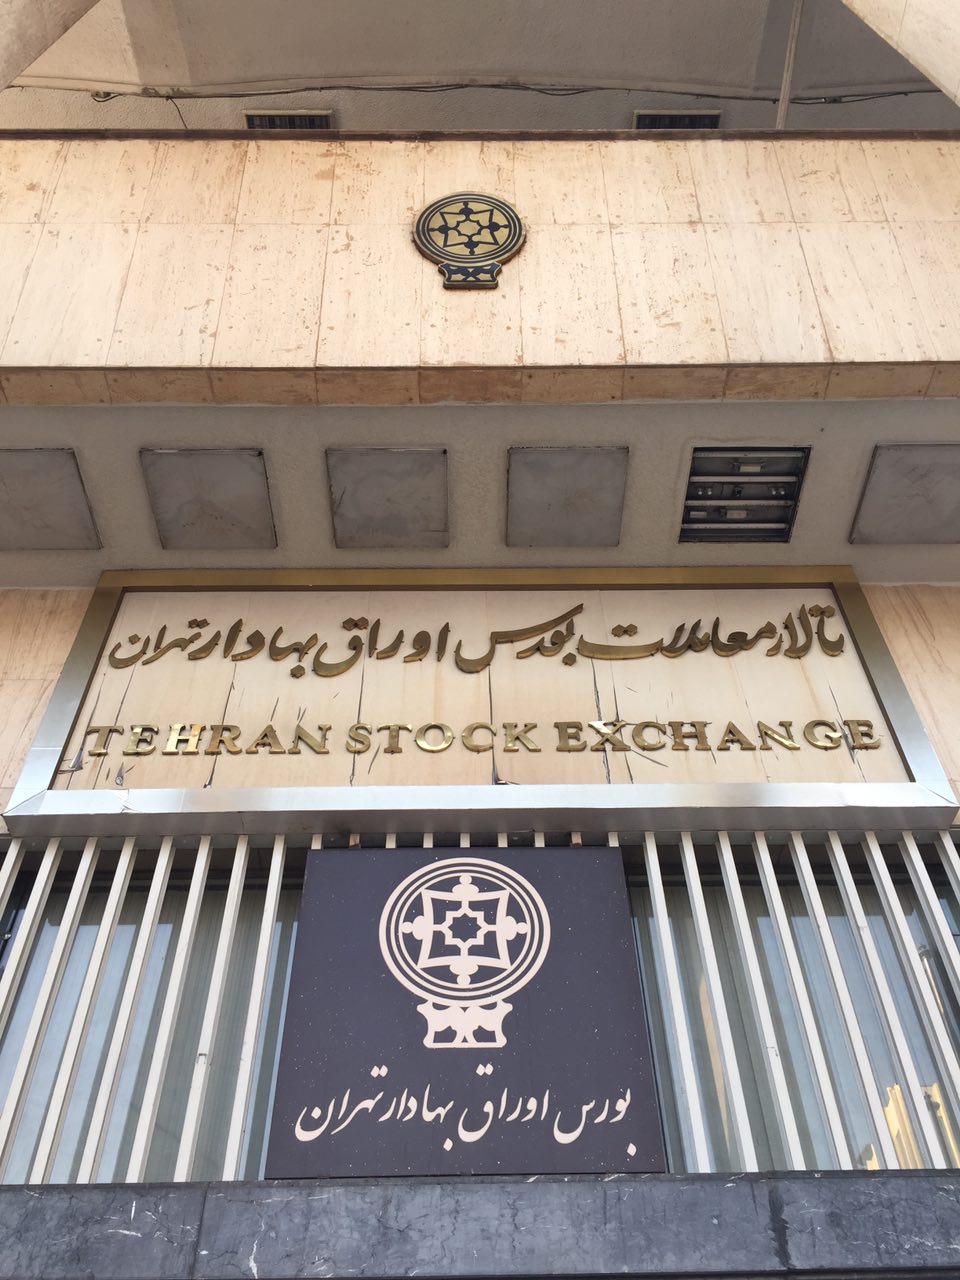 تالار معاملات بورس اوراق بهادار تهران
TEHRAN STOCK EXCHANGE
بورس اوراق بهادار تهران